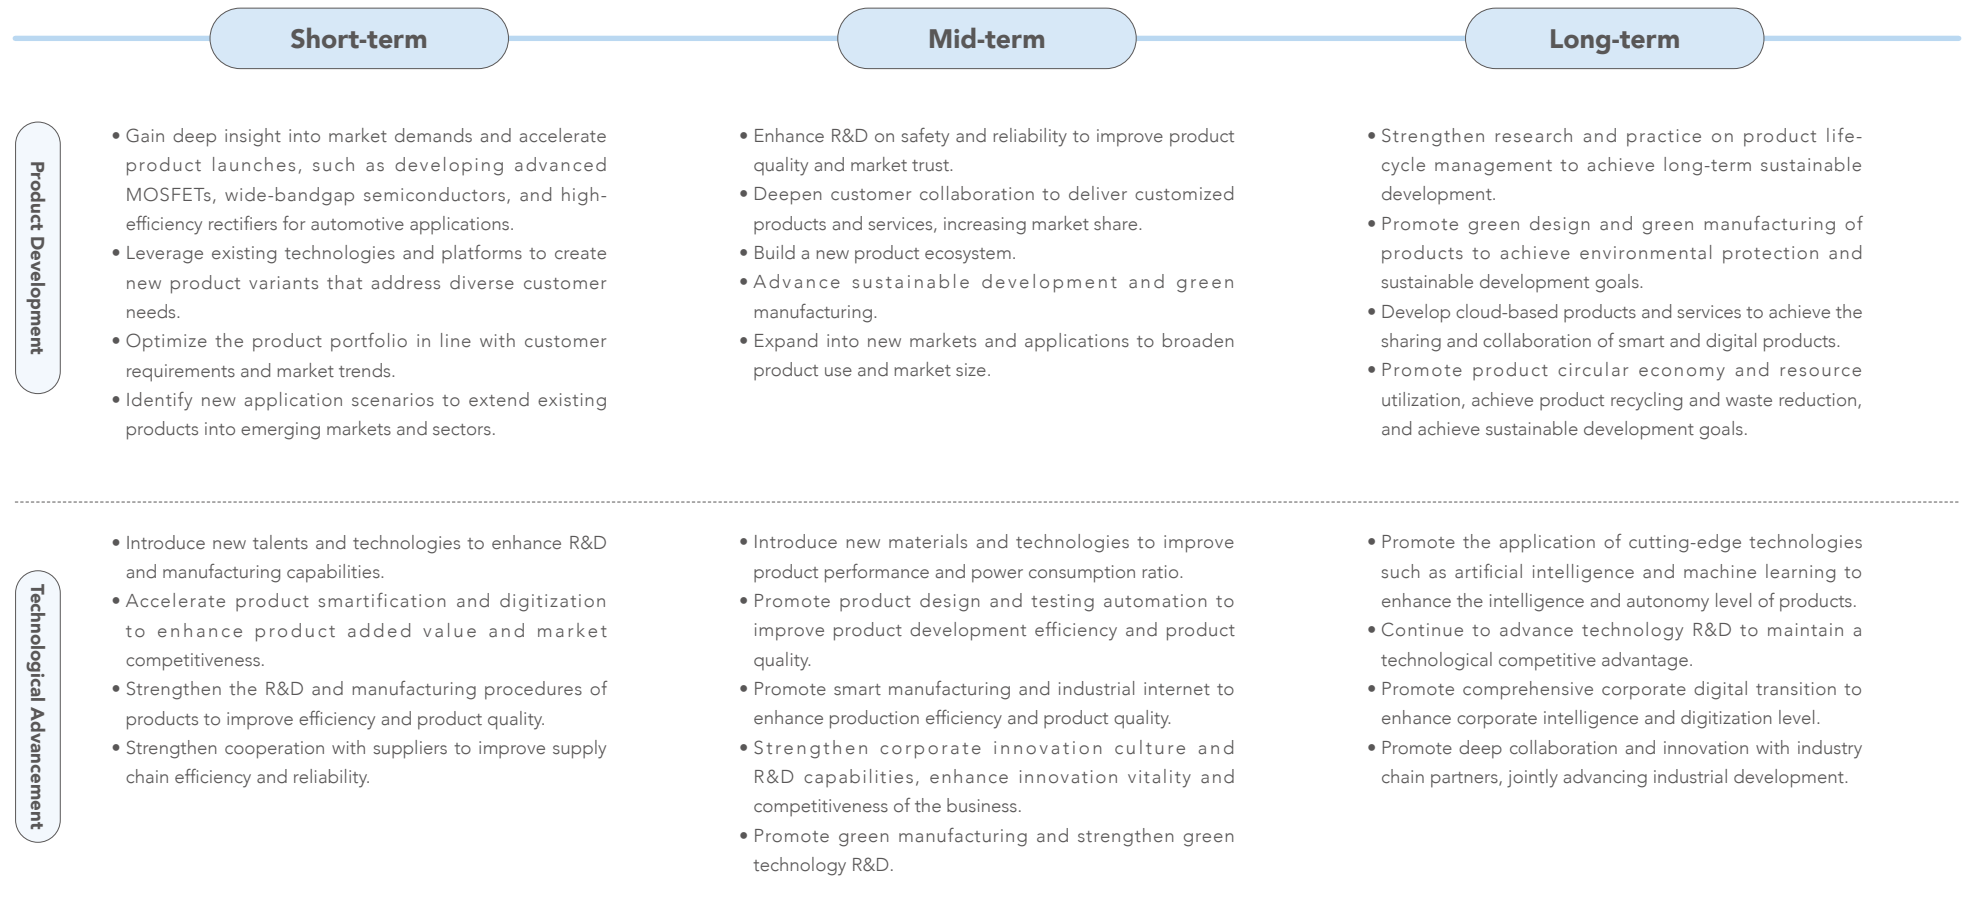 Short-term
Mid-term
Long-term
Product Development
• Gain deep insight into market demands and accelerate
product launches, such as developing advanced
MOSFETs, wide-bandgap semiconductors, and high-
efficiency rectifiers for automotive applications.
• Leverage existing technologies and platforms to create
new product variants that address diverse customer
needs.
• Optimize the product portfolio in line with customer
requirements and market trends.
• Identify new application scenarios to extend existing
products into emerging markets and sectors.
• Enhance R&D on safety and reliability to improve product
quality and market trust.
• Deepen customer collaboration to deliver customized
products and services, increasing market share.
• Build a new product ecosystem.
• Advance sustainable development and green
manufacturing.
• Expand into new markets and applications to broaden
product use and market size.
• Strengthen research and practice on product life-
cycle management to achieve long-term sustainable
development.
• Promote green design and green manufacturing of
products to achieve environmental protection and
sustainable development goals.
• Develop cloud-based products and services to achieve the
sharing and collaboration of smart and digital products.
• Promote product circular economy and resource
utilization, achieve product recycling and waste reduction,
and achieve sustainable development goals.
Technological Advancement
• Introduce new talents and technologies to enhance R&D
and manufacturing capabilities.
• Accelerate product smartification and digitization
to enhance product added value and market
competitiveness.
• Strengthen the R&D and manufacturing procedures of
products to improve efficiency and product quality.
• Strengthen cooperation with suppliers to improve supply
chain efficiency and reliability.
• Introduce new materials and technologies to improve
product performance and power consumption ratio.
• Promote product design and testing automation to
improve product development efficiency and product
quality.
• Promote smart manufacturing and industrial internet to
enhance production efficiency and product quality.
• Strengthen corporate innovation culture and
R&D capabilities, enhance innovation vitality and
competitiveness of the business.
• Promote green manufacturing and strengthen green
technology R&D.
• Promote the application of cutting-edge technologies
such as artificial intelligence and machine learning to
enhance the intelligence and autonomy level of products.
• Continue to advance technology R&D to maintain a
technological competitive advantage.
• Promote comprehensive corporate digital transition to
enhance corporate intelligence and digitization level.
• Promote deep collaboration and innovation with industry
chain partners, jointly advancing industrial development.